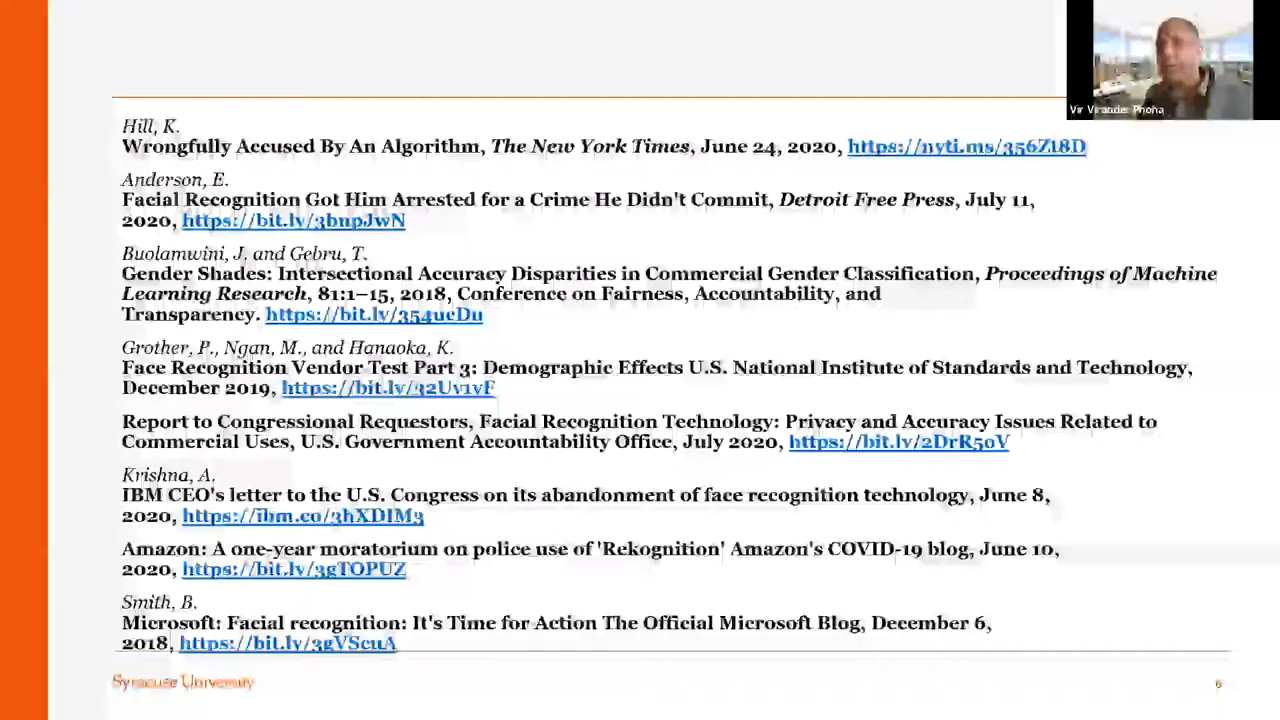 Vir Virander Phoha
Hill, K.
Wrongfully Accused By An Algorithm, The New York Times, June 24, 2020, https://nyti.ms/356Zl8D
Anderson, E.
Facial Recognition Got Him Arrested for a Crime He Didn't Commit, Detroit Free Press, July 11,
2020, https://bit.ly/3bnpJwN
Buolamwini, J. and Gebru, T.
Gender Shades: Intersectional Accuracy Disparities in Commercial Gender Classification, Proceedings of Machine
Learning Research, 81:1–15, 2018, Conference on Fairness, Accountability, and
Transparency. https://bit.ly/354ueDu
Grother, P., Ngan, M., and Hanaoka, K.
Face Recognition Vendor Test Part 3: Demographic Effects U.S. National Institute of Standards and Technology,
December 2019, https://bit.ly/32Uv1vF
Report to Congressional Requestors, Facial Recognition Technology: Privacy and Accuracy Issues Related to
Commercial Uses, U.S. Government Accountability Office, July 2020, https://bit.ly/2DrR5oV
Krishna, A.
IBM CEO's letter to the U.S. Congress on its abandonment of face recognition technology, June 8,
2020, https://ibm.co/3hXDIM3
Amazon: A one-year moratorium on police use of 'Rekognition' Amazon's COVID-19 blog, June 10,
2020, https://bit.ly/3gTOPUZ
Smith, B.
Microsoft: Facial recognition: It's Time for Action The Official Microsoft Blog, December 6,
2018, https://bit.ly/3gVScuA
Syracuse University
6